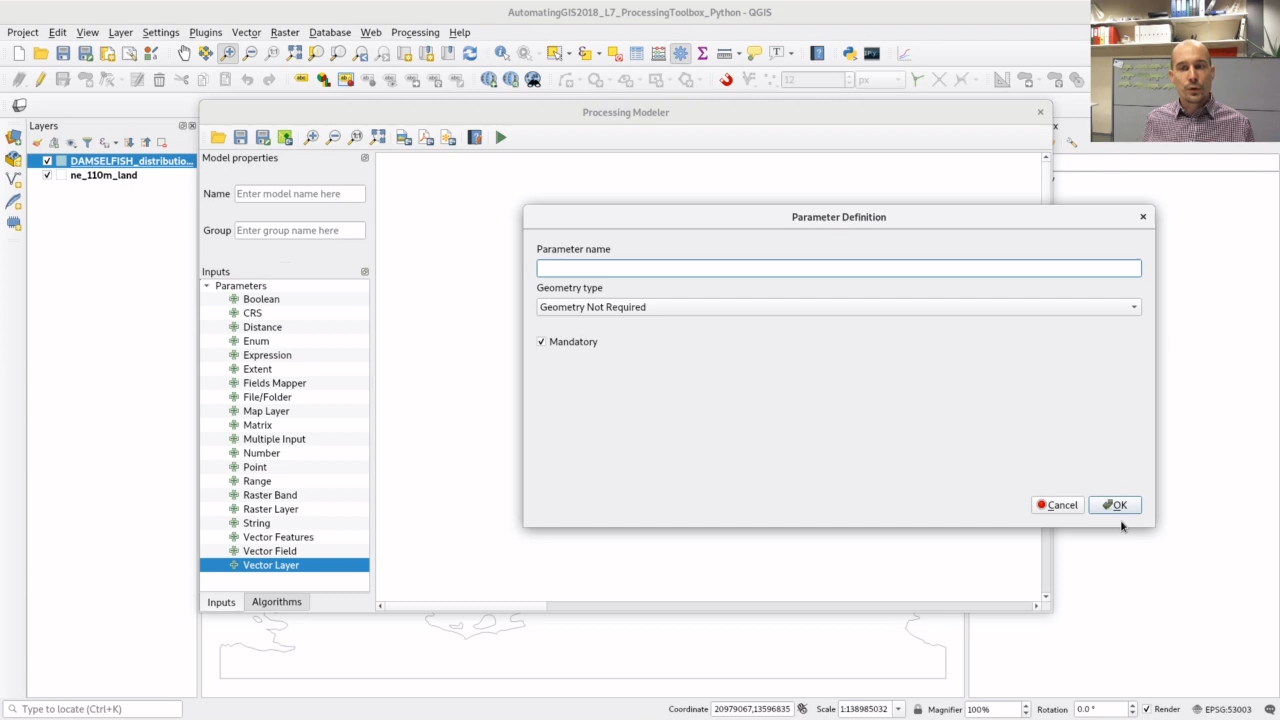 AutomatingGIS2018_L7_ProcessingToolbox_Python - QGIS
Project Edit View Layer Settings Plugins Vector Raster Database Web Processing Help
12 px
Layers
DAMSELFISH_distributio...
ne_110m_land
Processing Modeler
Model properties
Name Enter model name here
Group Enter group name here
Inputs
Parameters
Boolean
CRS
Distance
Enum
Expression
Extent
Fields Mapper
File/Folder
Map Layer
Matrix
Multiple Input
Number
Point
Range
Raster Band
Raster Layer
String
Vector Features
Vector Field
Vector Layer
Inputs Algorithms
Parameter Definition
Parameter name
Geometry type
Geometry Not Required
Mandatory
Cancel OK
Type to locate (Ctrl+K) Coordinate 20979067,13596835 Scale 1:138985032 Magnifier 100% Rotation 0.0 ° Render EPSG:53003